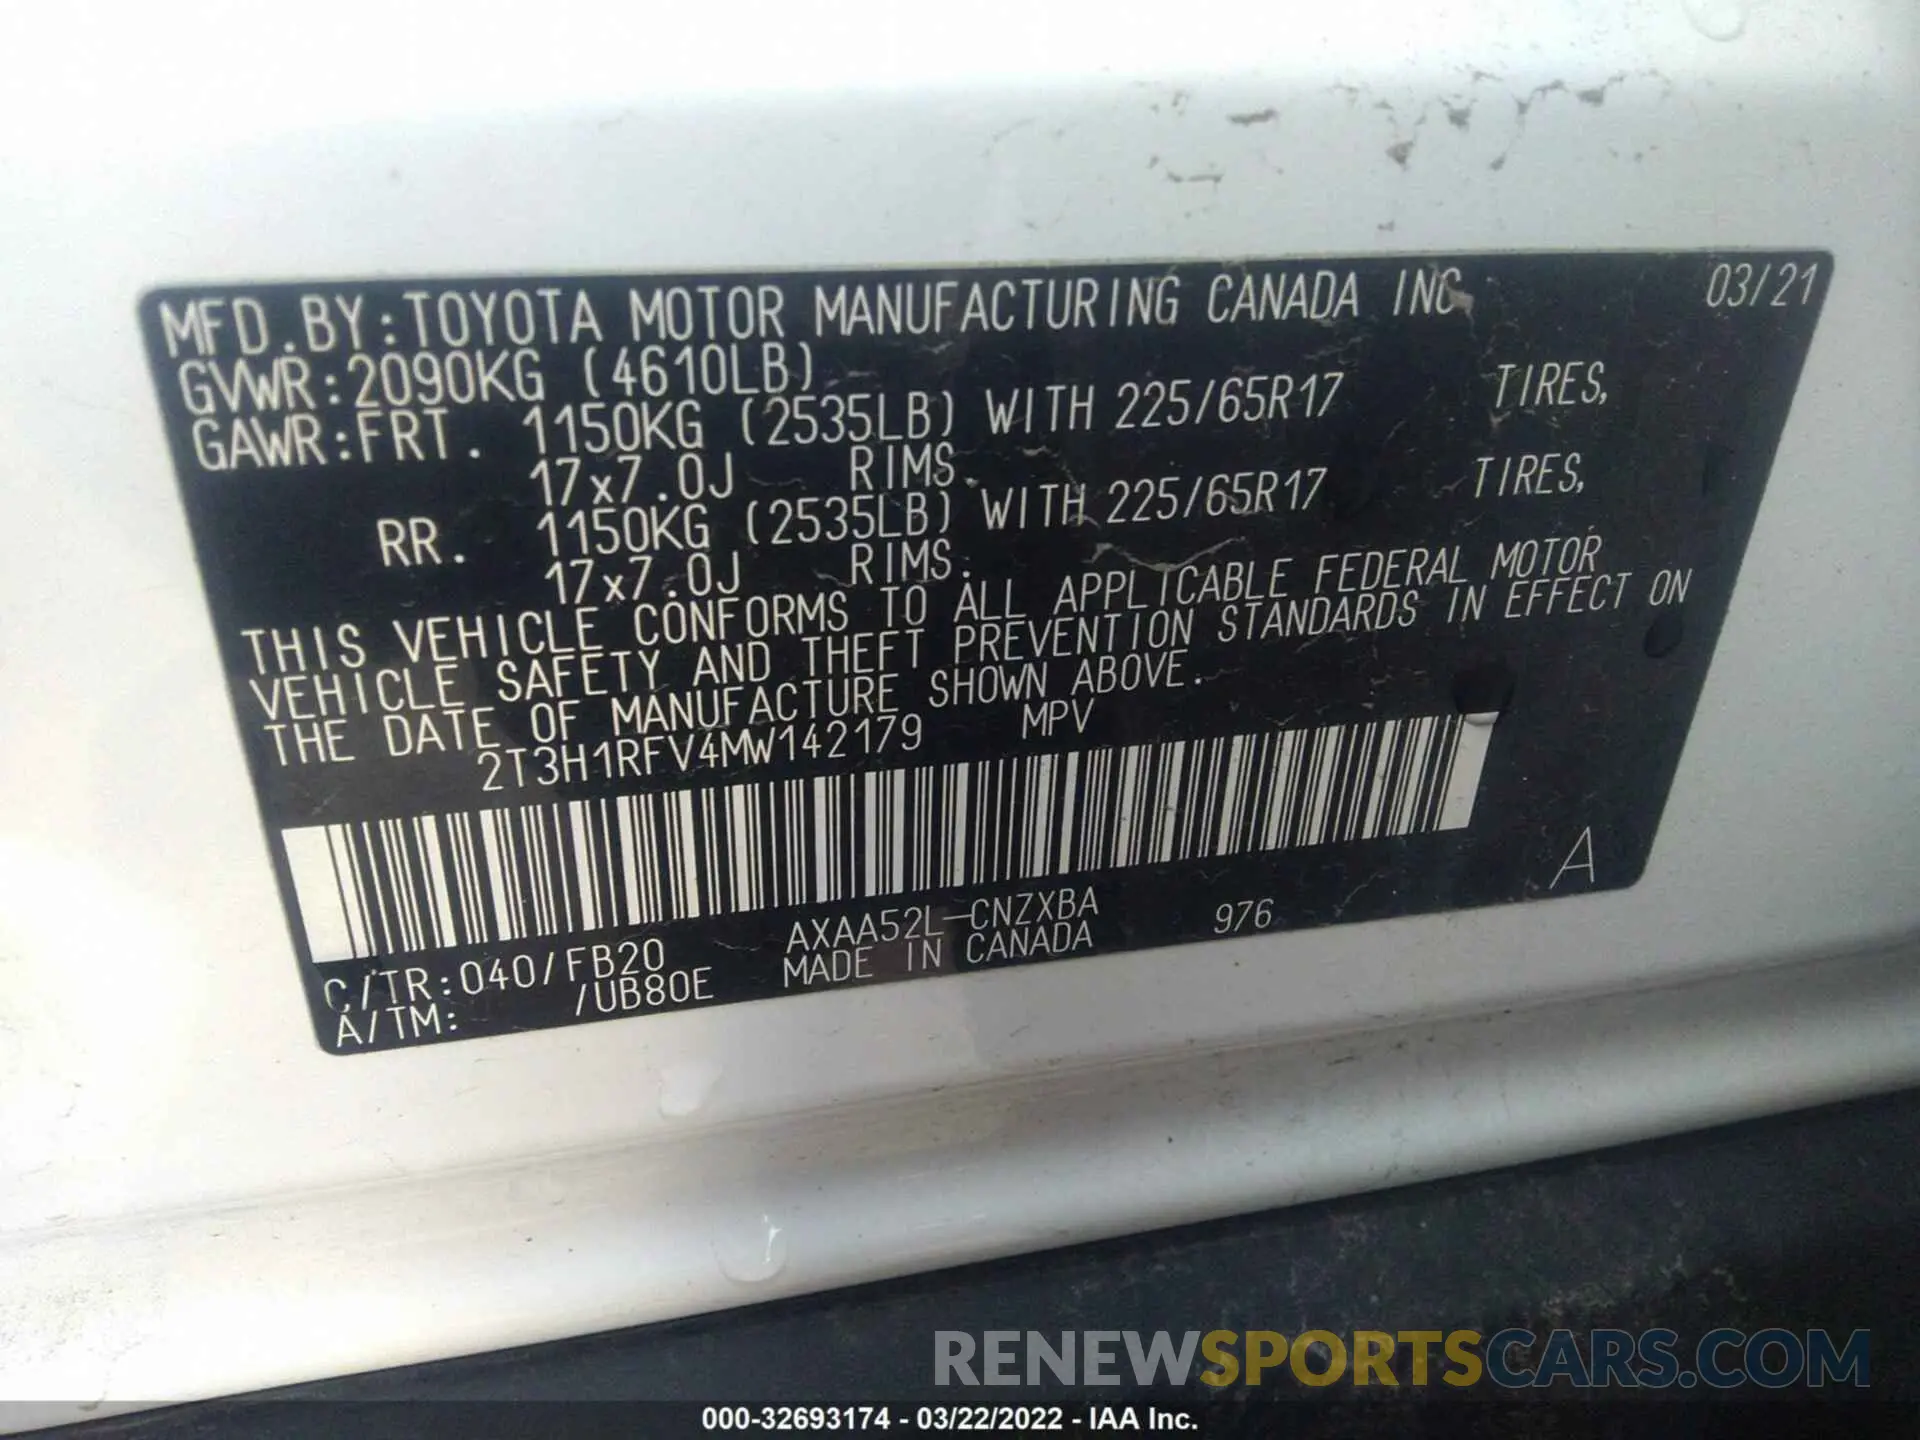 MFD.BY:TOYOTA MOTOR MANUFACTURING CANADA INC. 03/21
GVWR:2090KG (4610LB)
GAWR:FRT. 1150KG (2535LB) WITH 225/65R17 TIRES,
17x7.0J RIMS.
RR. 1150KG (2535LB) WITH 225/65R17 TIRES,
17x7.0J RIMS.
THIS VEHICLE CONFORMS TO ALL APPLICABLE FEDERAL MOTOR
VEHICLE SAFETY AND THEFT PREVENTION STANDARDS IN EFFECT ON
THE DATE OF MANUFACTURE SHOWN ABOVE.
2T3H1RFV4MW142179 MPV
A
AXAA52L-CNZXBA 976
C/TR:040/FB20 MADE IN CANADA
A/TM: /UB80E
RENEWSPORTSCARS.COM
000-32693174 - 03/22/2022 - IAA Inc.